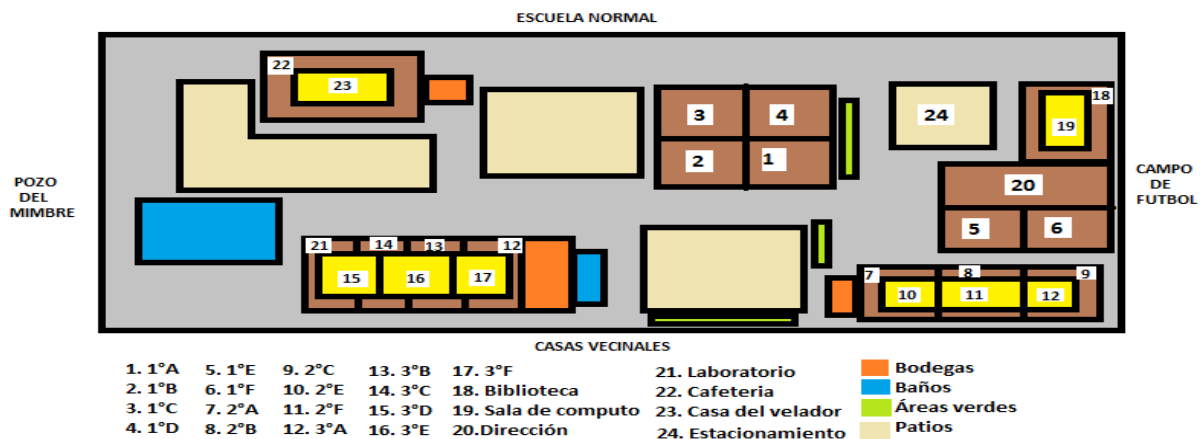 ESCUELA NORMAL
22
23
18
19
3
4
24
2
1
POZO
DEL
MIMBRE
CAMPO
DE
FUTBOL
20
5
6
21
14
13
12
15
16
17
7
8
9
10
11
12
CASAS VECINALES
1. 1°A 5. 1°E 9. 2°C 13. 3°B 17. 3°F 21. Laboratorio Bodegas
2. 1°B 6. 1°F 10. 2°E 14. 3°C 18. Biblioteca 22. Cafeteria Baños
3. 1°C 7. 2°A 11. 2°F 15. 3°D 19. Sala de computo 23. Casa del velador Áreas verdes
4. 1°D 8. 2°B 12. 3°A 16. 3°E 20.Dirección 24. Estacionamiento Patios